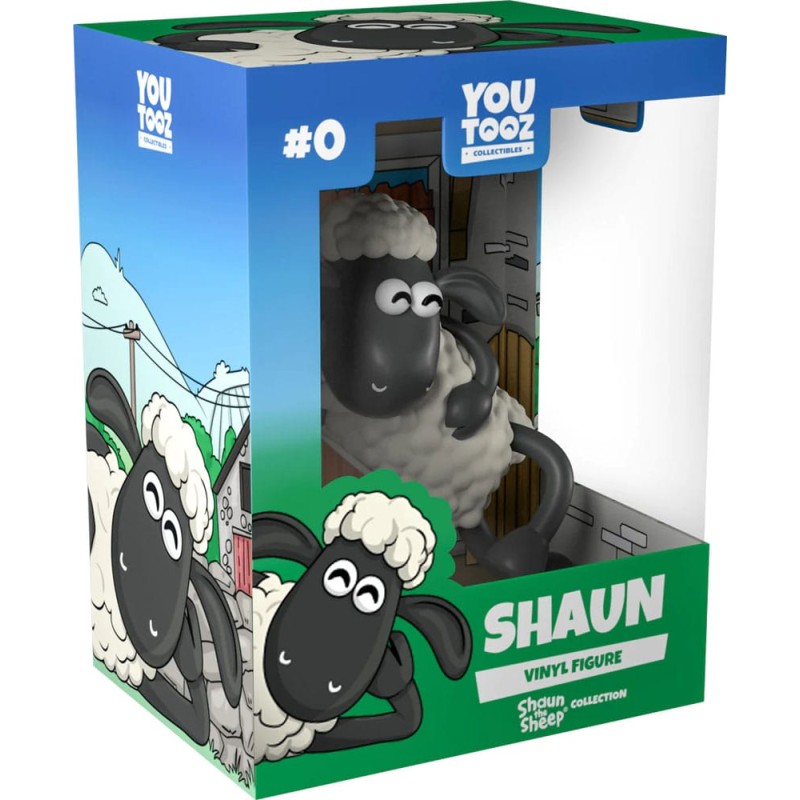 YOU
TOOZ
COLLECTIBLES
#0
YOU
TOOZ
• COLLECTIBLES •
SHAUN
VINYL FIGURE
Shaun
the
Sheep® COLLECTION